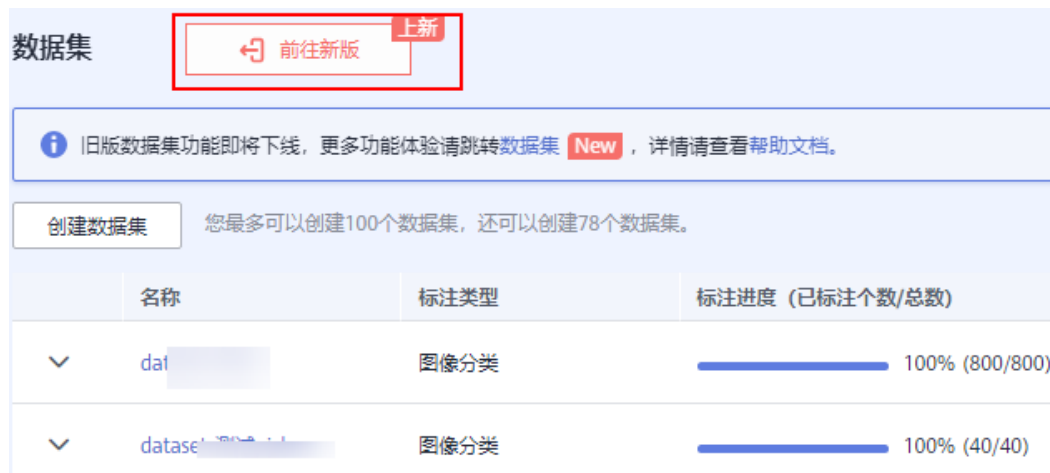 上新
数据集 前往新版
旧版数据集功能即将下线，更多功能体验请跳转数据集 New ，详情请查看帮助文档。
创建数据集 您最多可以创建100个数据集，还可以创建78个数据集。
名称 标注类型 标注进度（已标注个数/总数）
图像分类 100% (800/800)
图像分类 100% (40/40)